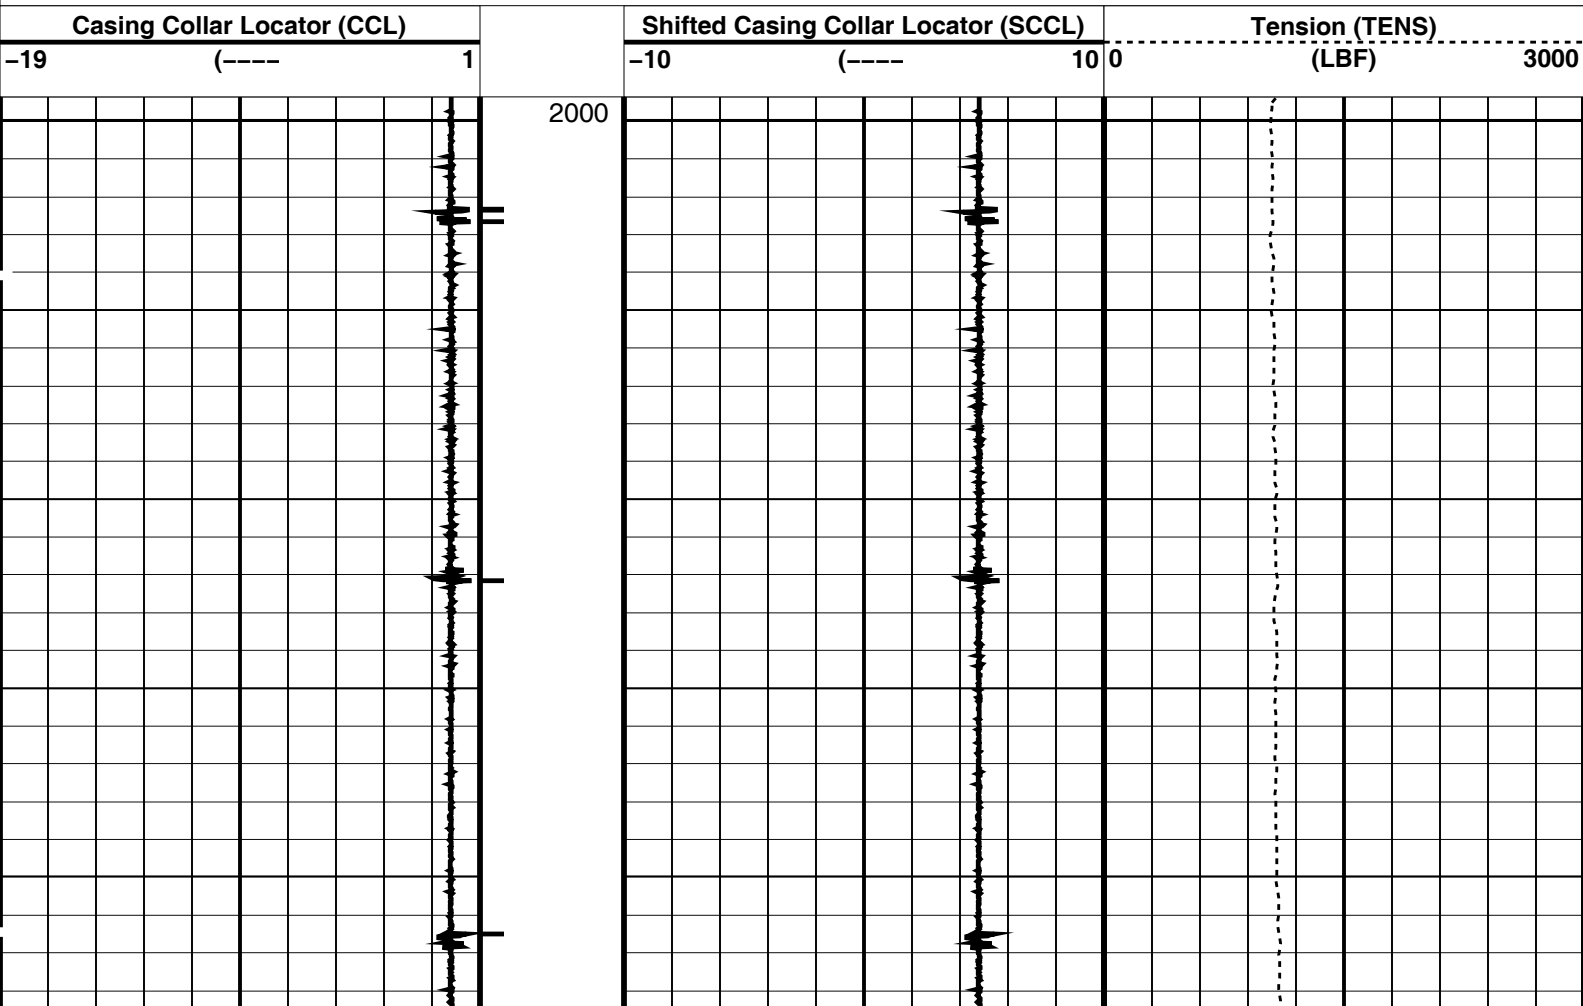 Casing Collar Locator (CCL)
−19 (−−−− 1
Shifted Casing Collar Locator (SCCL)
−10 (−−−− 10
Tension (TENS)
0 (LBF) 3000
2000